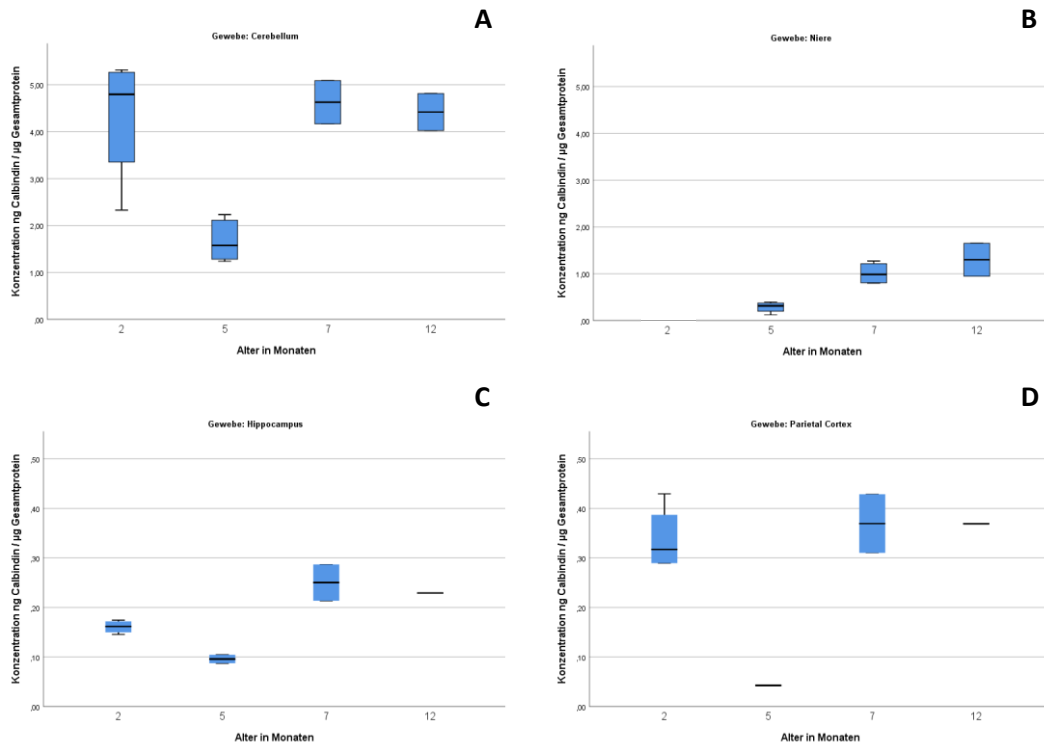 A
Gewebe: Cerebellum
Konzentration ng Calbindin / µg Gesamtprotein
5,00
4,00
3,00
2,00
1,00
,00
2 5 7 12
Alter in Monaten
B
Gewebe: Niere
Konzentration ng Calbindin / µg Gesamtprotein
5,00
4,00
3,00
2,00
1,00
,00
2 5 7 12
Alter in Monaten
C
Gewebe: Hippocampus
Konzentration ng Calbindin / µg Gesamtprotein
,50
,40
,30
,20
,10
,00
2 5 7 12
Alter in Monaten
D
Gewebe: Parietal Cortex
Konzentration ng Calbindin / µg Gesamtprotein
,50
,40
,30
,20
,10
,00
2 5 7 12
Alter in Monaten